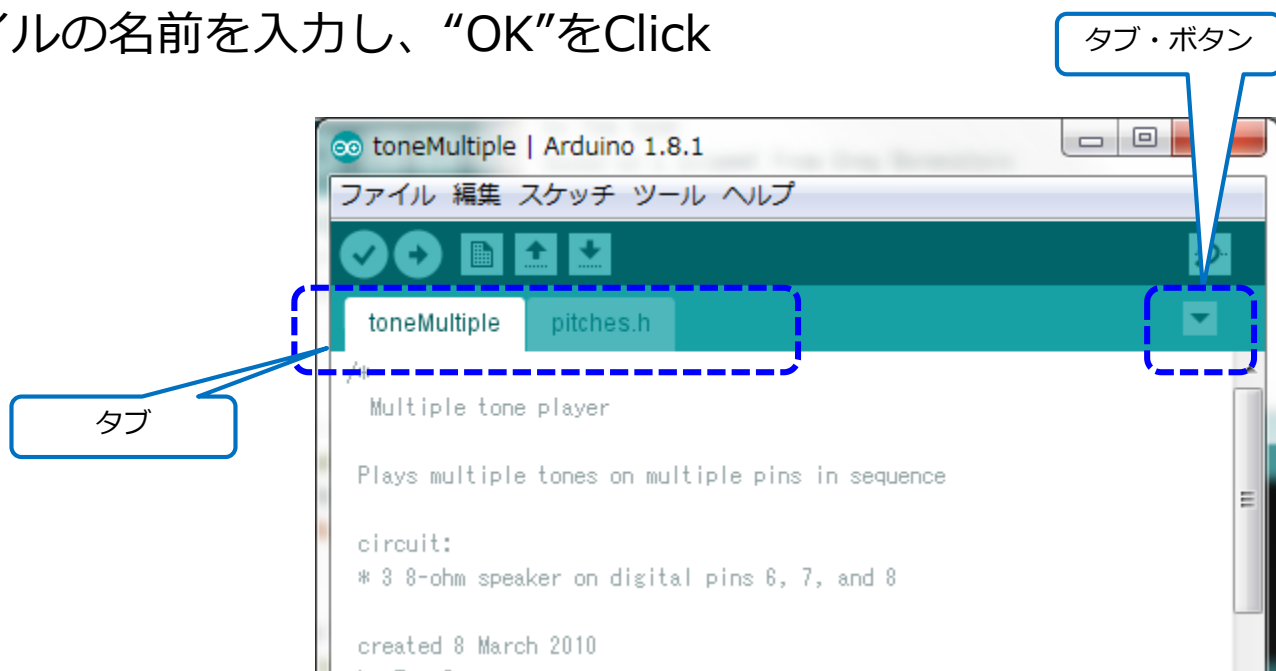 イルの名前を入力し、“OK”をClick
タブ・ボタン
toneMultiple | Arduino 1.8.1
ファイル 編集 スケッチ ツール ヘルプ
toneMultiple pitches.h
/*
タブ
Multiple tone player
Plays multiple tones on multiple pins in sequence
circuit:
* 3 8-ohm speaker on digital pins 6, 7, and 8
created 8 March 2010